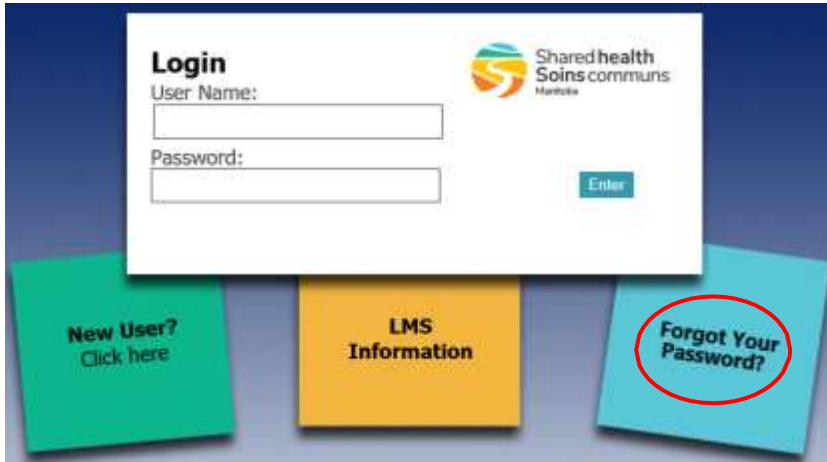 Login
Shared health
Soins communs
Manitoba
User Name:
Password:
Enter
New User?
Click here
LMS
Information
Forgot Your
Password?